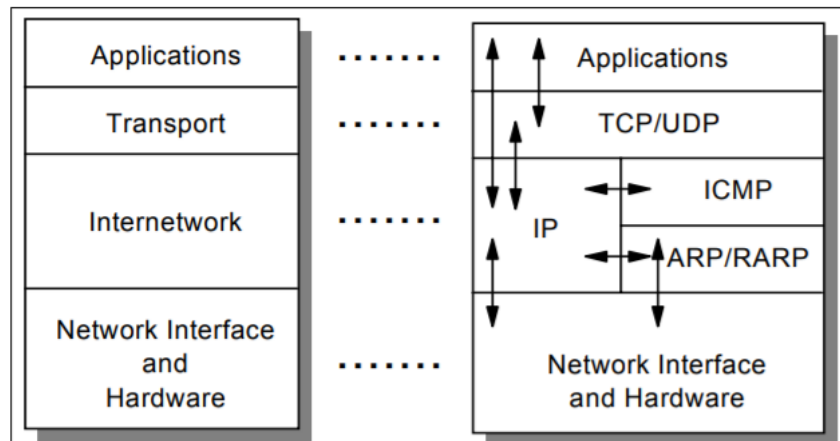 Applications
Transport
Internetwork
Network Interface
and
Hardware
Applications
TCP/UDP
ICMP
IP
ARP/RARP
Network Interface
and Hardware